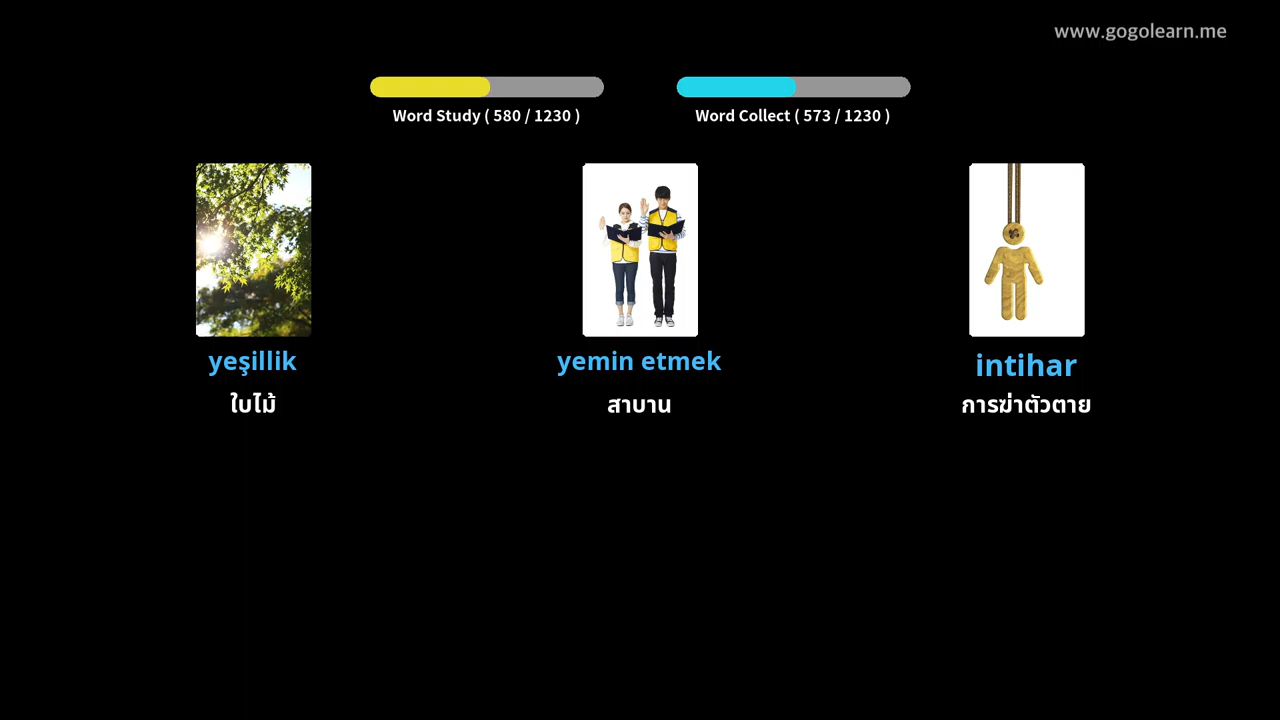 www.gogolearn.me
Word Study ( 580 / 1230 )
Word Collect ( 573 / 1230 )
yeşillik
ใบไม้
yemin etmek
สาบาน
intihar
การฆ่าตัวตาย